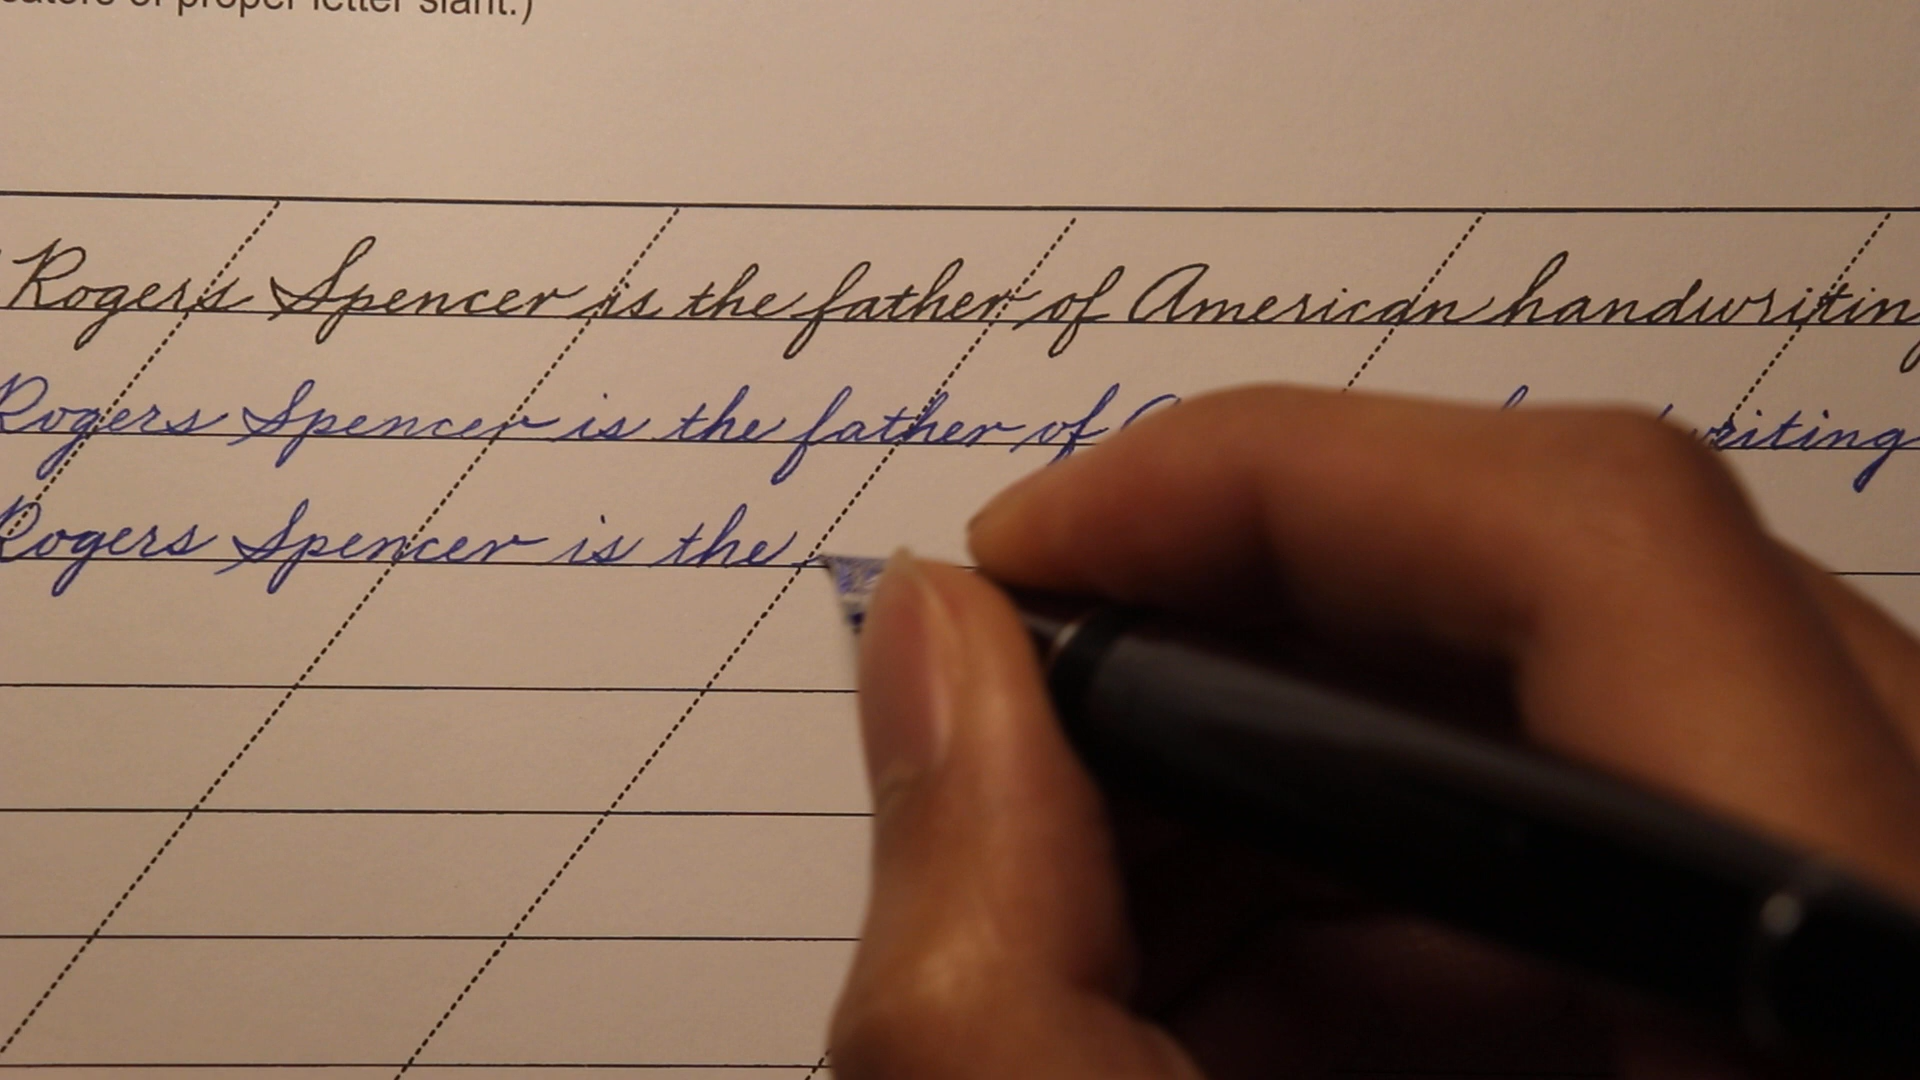 of proper letter slant.)
Rogers Spencer is the father of American handwriting
Rogers Spencer is the father of writing
Rogers Spencer is the